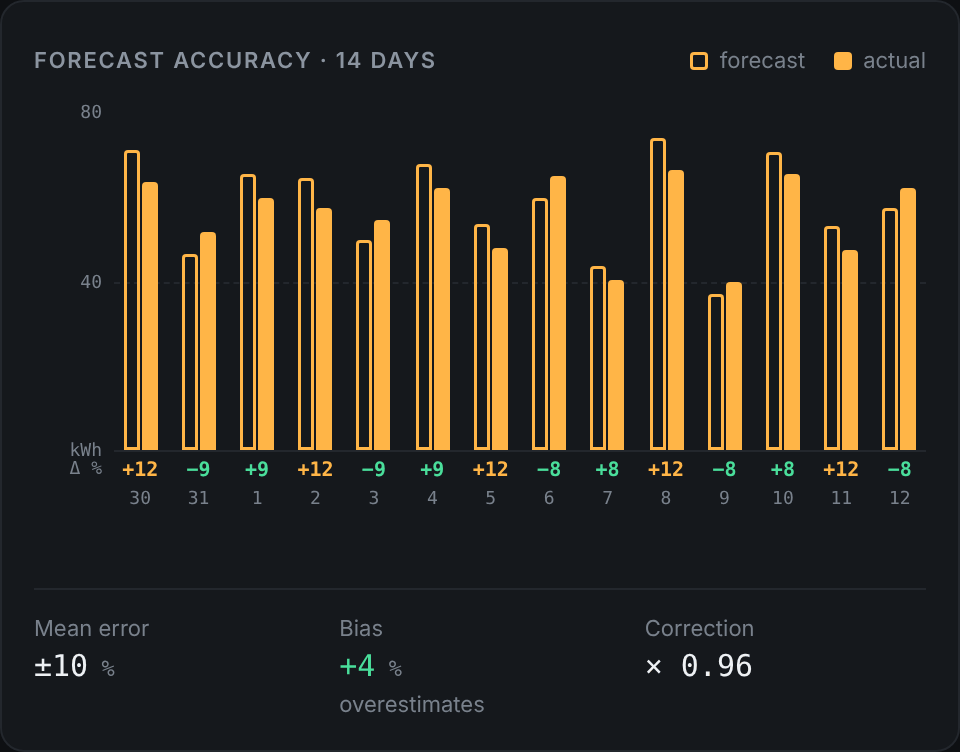 FORECAST ACCURACY · 14 DAYS forecast actual
80
40
kWh
Δ % +12 −9 +9 +12 −9 +9 +12 −8 +8 +12 −8 +8 +12 −8
30 31 1 2 3 4 5 6 7 8 9 10 11 12
Mean error Bias Correction
±10 % +4 % × 0.96
overestimates